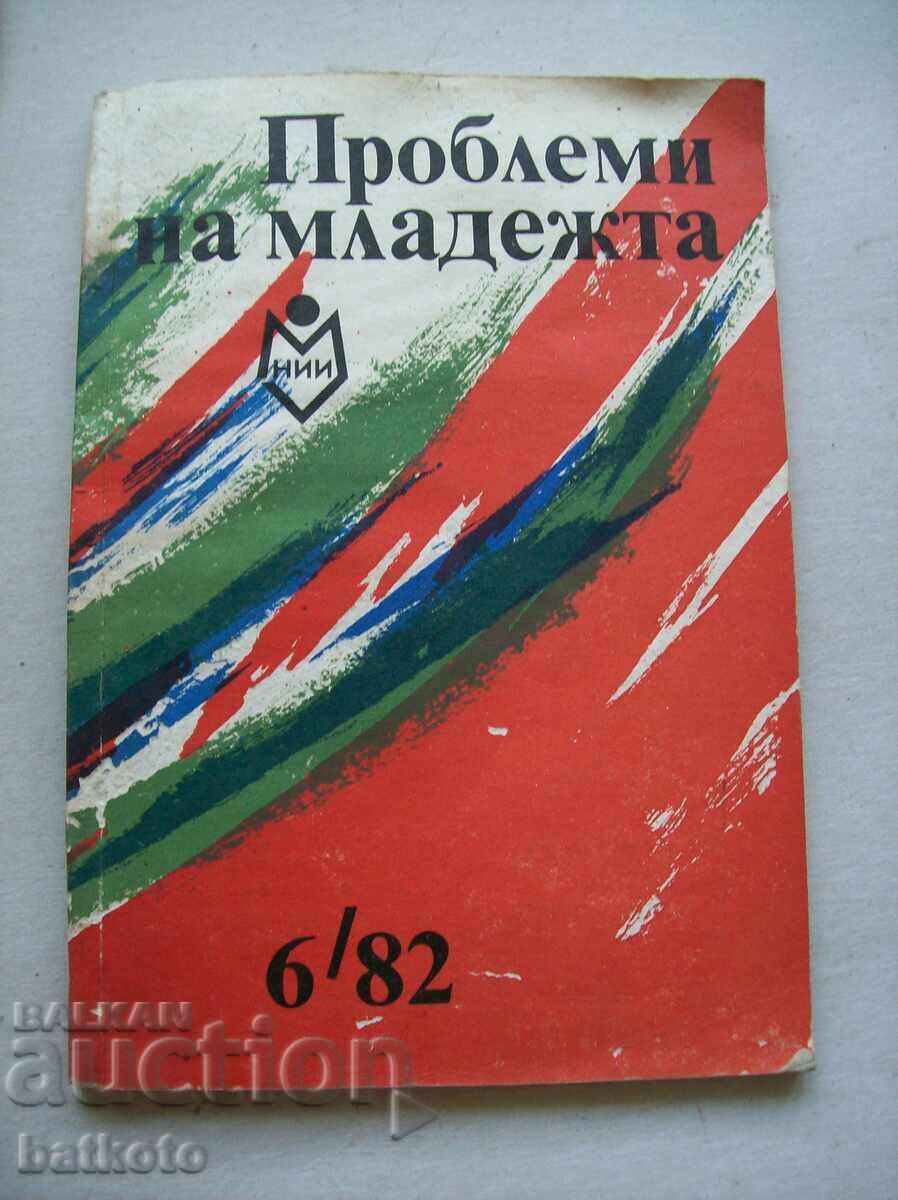 Проблеми
на младежта
НИИ
6/82
BALKAN
auction
batkoto